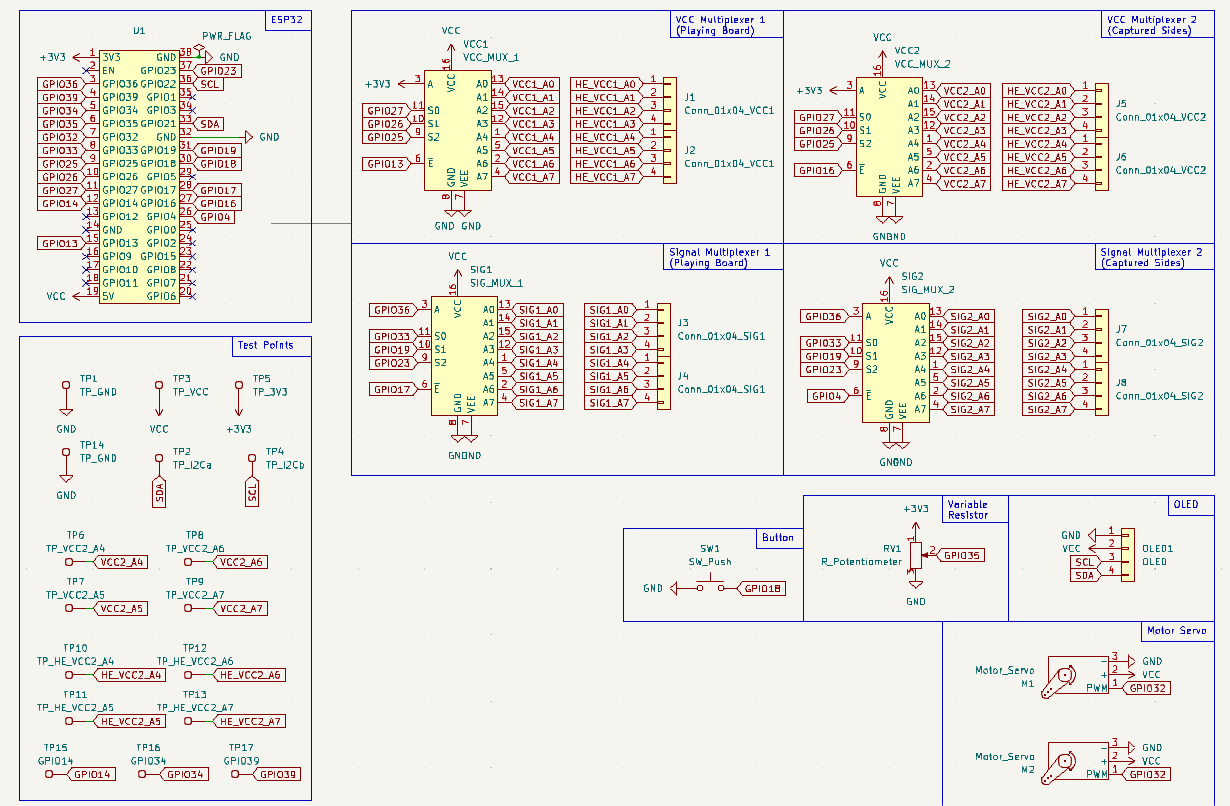 ESP32
U1
PWR_FLAG
+3V3 1 3V3 GND 38 GND
2 EN GPIO23 37 GPIO23
GPIO36 3 GPIO36 GPIO22 36 SCL
GPIO39 4 GPIO39 GPIO1 35
GPIO34 5 GPIO34 GPIO3 34
GPIO35 6 GPIO35 GPIO21 33 SDA
GPIO32 7 GPIO32 GND 32 GND
GPIO33 8 GPIO33 GPIO19 31 GPIO19
GPIO25 9 GPIO25 GPIO18 30 GPIO18
GPIO26 10 GPIO26 GPIO5 29
GPIO27 11 GPIO27 GPIO17 28 GPIO17
GPIO14 12 GPIO14 GPIO16 27 GPIO16
13 GPIO12 GPIO4 26 GPIO4
14 GND GPIO0 25
GPIO13 15 GPIO13 GPIO2 24
16 GPIO9 GPIO15 23
17 GPIO10 GPIO8 22
18 GPIO11 GPIO7 21
VCC 19 5V GPIO6 20
VCC Multiplexer 1
(Playing Board)
VCC
VCC1
VCC_MUX_1
16 VCC
+3V3 3 A A0 13 VCC1_A0 HE_VCC1_A0 1
A1 14 VCC1_A1 HE_VCC1_A1 2 J1
GPIO27 11 S0 A2 15 VCC1_A2 HE_VCC1_A2 3 Conn_01x04_VCC1
GPIO26 10 S1 A3 12 VCC1_A3 HE_VCC1_A3 4
GPIO25 9 S2 A4 1 VCC1_A4 HE_VCC1_A4 1
A5 5 VCC1_A5 HE_VCC1_A5 2 J2
GPIO13 6 E A6 2 VCC1_A6 HE_VCC1_A6 3 Conn_01x04_VCC1
A7 4 VCC1_A7 HE_VCC1_A7 4
GND VEE
8 7
GND GND
VCC Multiplexer 2
(Captured Sides)
VCC
VCC2
VCC_MUX_2
16 VCC
+3V3 3 A A0 13 VCC2_A0 HE_VCC2_A0 1
A1 14 VCC2_A1 HE_VCC2_A1 2 J5
GPIO27 11 S0 A2 15 VCC2_A2 HE_VCC2_A2 3 Conn_01x04_VCC2
GPIO26 10 S1 A3 12 VCC2_A3 HE_VCC2_A3 4
GPIO25 9 S2 A4 1 VCC2_A4 HE_VCC2_A4 1
A5 5 VCC2_A5 HE_VCC2_A5 2 J6
GPIO16 6 E A6 2 VCC2_A6 HE_VCC2_A6 3 Conn_01x04_VCC2
A7 4 VCC2_A7 HE_VCC2_A7 4
GND VEE
8 7
GND GND
Signal Multiplexer 1
(Playing Board)
VCC
SIG1
SIG_MUX_1
16 VCC
GPIO36 3 A A0 13 SIG1_A0 SIG1_A0 1
A1 14 SIG1_A1 SIG1_A1 2 J3
GPIO33 11 S0 A2 15 SIG1_A2 SIG1_A2 3 Conn_01x04_SIG1
GPIO19 10 S1 A3 12 SIG1_A3 SIG1_A3 4
GPIO23 9 S2 A4 1 SIG1_A4 SIG1_A4 1
A5 5 SIG1_A5 SIG1_A5 2 J4
GPIO17 6 E A6 2 SIG1_A6 SIG1_A6 3 Conn_01x04_SIG1
A7 4 SIG1_A7 SIG1_A7 4
GND VEE
8 7
GND GND
Signal Multiplexer 2
(Captured Sides)
VCC
SIG2
SIG_MUX_2
16 VCC
GPIO36 3 A A0 13 SIG2_A0 SIG2_A0 1
A1 14 SIG2_A1 SIG2_A1 2 J7
GPIO33 11 S0 A2 15 SIG2_A2 SIG2_A2 3 Conn_01x04_SIG2
GPIO19 10 S1 A3 12 SIG2_A3 SIG2_A3 4
GPIO23 9 S2 A4 1 SIG2_A4 SIG2_A4 1
A5 5 SIG2_A5 SIG2_A5 2 J8
GPIO4 6 E A6 2 SIG2_A6 SIG2_A6 3 Conn_01x04_SIG2
A7 4 SIG2_A7 SIG2_A7 4
GND VEE
8 7
GND GND
Test Points
TP1 TP3 TP5
TP_GND TP_VCC TP_3V3
GND VCC +3V3
TP14 TP2 TP4
TP_GND TP_I2Ca TP_I2Cb
GND SDA SCL
TP6 TP8
TP_VCC2_A4 TP_VCC2_A6
VCC2_A4 VCC2_A6
TP7 TP9
TP_VCC2_A5 TP_VCC2_A7
VCC2_A5 VCC2_A7
TP10 TP12
TP_HE_VCC2_A4 TP_HE_VCC2_A6
HE_VCC2_A4 HE_VCC2_A6
TP11 TP13
TP_HE_VCC2_A5 TP_HE_VCC2_A7
HE_VCC2_A5 HE_VCC2_A7
TP15 TP16 TP17
GPIO14 GPIO34 GPIO39
GPIO14 GPIO34 GPIO39
Button
SW1
SW_Push
GND GPIO18
Variable
Resistor
+3V3
1
RV1 2 GPIO35
R_Potentiometer
3
GND
OLED
GND 1
VCC 2 OLED1
SCL 3 OLED
SDA 4
Motor Servo
Motor_Servo - 3 GND
M1 + 2 VCC
PWM 1 GPIO32
Motor_Servo - 3 GND
M2 + 2 VCC
PWM 1 GPIO32